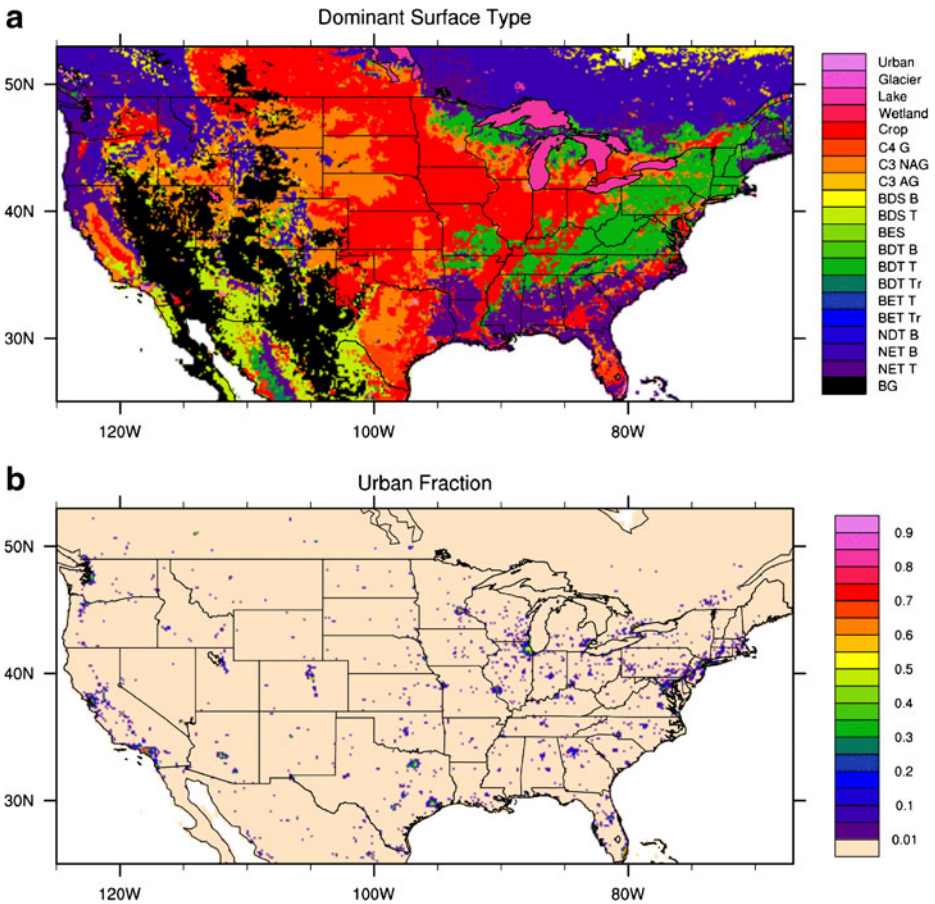 a
Dominant Surface Type
50N
40N
30N
120W 100W 80W
Urban
Glacier
Lake
Wetland
Crop
C4 G
C3 NAG
C3 AG
BDS B
BDS T
BES
BDT B
BDT T
BDT Tr
BET T
BET Tr
NDT B
NET B
NET T
BG
b
Urban Fraction
50N
40N
30N
120W 100W 80W
0.9
0.8
0.7
0.6
0.5
0.4
0.3
0.2
0.1
0.01